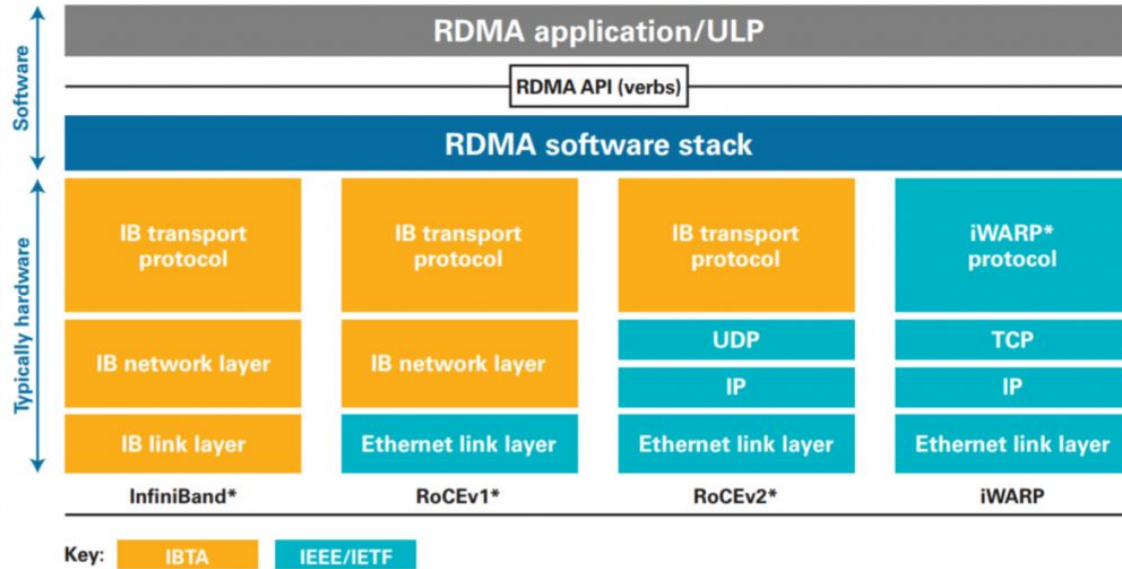 Software
RDMA application/ULP
RDMA API (verbs)
RDMA software stack
Typically hardware
IB transport
protocol
IB transport
protocol
IB transport
protocol
iWARP*
protocol
IB network layer
IB network layer
UDP
TCP
IP
IP
IB link layer
Ethernet link layer
Ethernet link layer
Ethernet link layer
InfiniBand*
RoCEv1*
RoCEv2*
iWARP
Key:
IBTA
IEEE/IETF